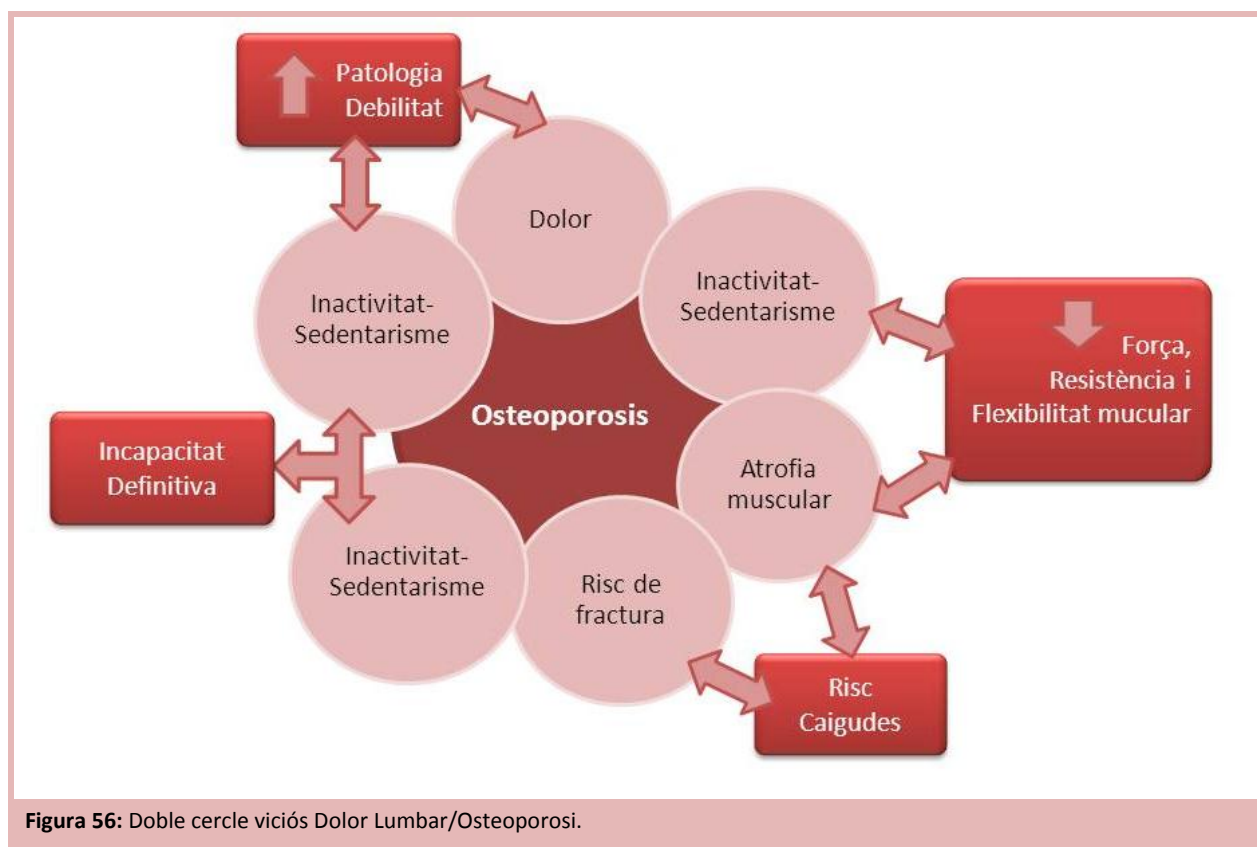 Patologia
Debilitat
Dolor
Inactivitat-
Sedentarisme
Inactivitat-
Sedentarisme
Força,
Resistència i
Flexibilitat mucular
Osteoporosis
Incapacitat
Definitiva
Atrofia
muscular
Inactivitat-
Sedentarisme
Risc de
fractura
Risc
Caigudes
Figura 56: Doble cercle viciós Dolor Lumbar/Osteoporosi.